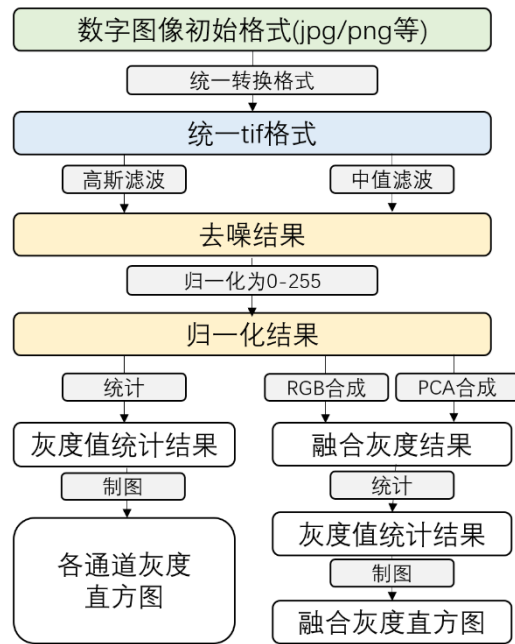 数字图像初始格式(jpg/png等)
统一转换格式
统一tif格式
高斯滤波
中值滤波
去噪结果
归一化为0-255
归一化结果
统计
RGB合成
PCA合成
灰度值统计结果
融合灰度结果
制图
统计
各通道灰度
直方图
灰度值统计结果
制图
融合灰度直方图